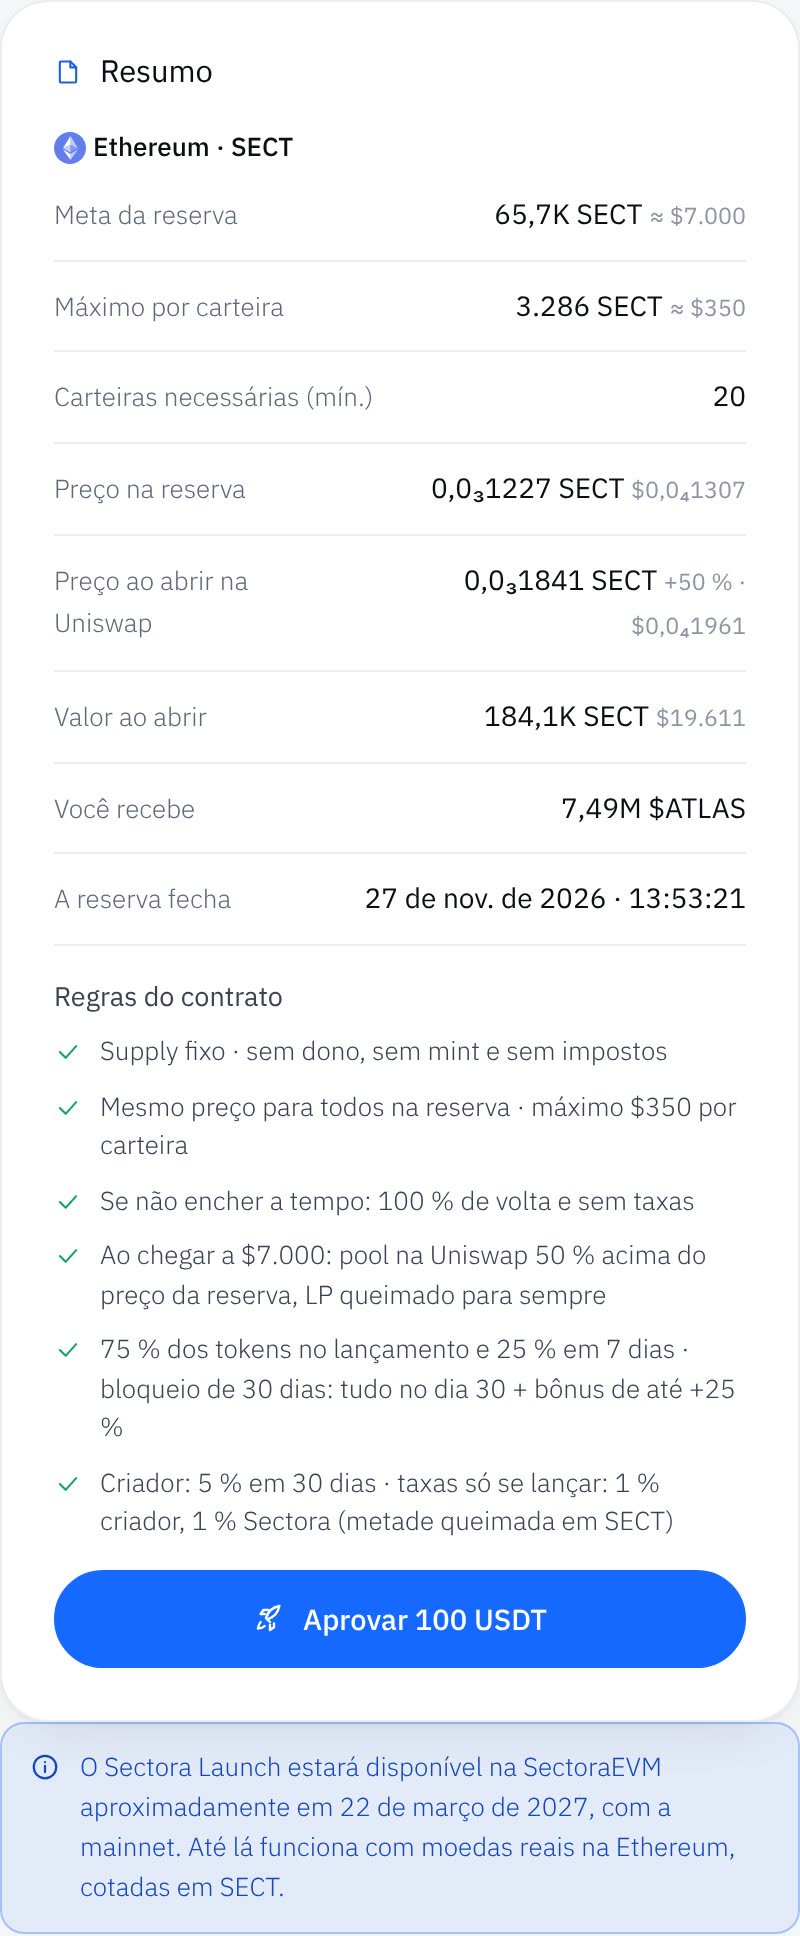 Resumo
Ethereum · SECT
Meta da reserva 65,7K SECT ≈ $7.000
Máximo por carteira 3.286 SECT ≈ $350
Carteiras necessárias (mín.) 20
Preço na reserva 0,0₃1227 SECT $0,0₄1307
Preço ao abrir na 0,0₃1841 SECT +50 % ·
Uniswap $0,0₄1961
Valor ao abrir 184,1K SECT $19.611
Você recebe 7,49M $ATLAS
A reserva fecha 27 de nov. de 2026 · 13:53:21
Regras do contrato
Supply fixo · sem dono, sem mint e sem impostos
Mesmo preço para todos na reserva · máximo $350 por
carteira
Se não encher a tempo: 100 % de volta e sem taxas
Ao chegar a $7.000: pool na Uniswap 50 % acima do
preço da reserva, LP queimado para sempre
75 % dos tokens no lançamento e 25 % em 7 dias ·
bloqueio de 30 dias: tudo no dia 30 + bônus de até +25
%
Criador: 5 % em 30 dias · taxas só se lançar: 1 %
criador, 1 % Sectora (metade queimada em SECT)
Aprovar 100 USDT
O Sectora Launch estará disponível na SectoraEVM
aproximadamente em 22 de março de 2027, com a
mainnet. Até lá funciona com moedas reais na Ethereum,
cotadas em SECT.